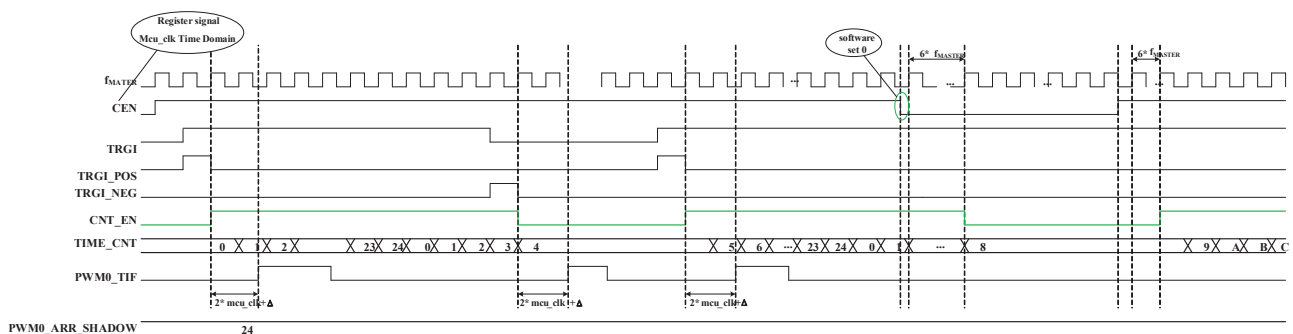 Register signal
Mcu_clk Time Domain
software
set 0
6* fMASTER
6* fMASTER
fMATER
...
...
...
...
CEN
TRGI
TRGI_POS
TRGI_NEG
CNT_EN
TIME_CNT
0 1 2 23 24 0 1 2 3 4 5 6 ... 23 24 0 1 ... 8 9 A B C
PWM0_TIF
2* mcu_clk+Δ
2* mcu_clk+Δ
2* mcu_clk+Δ
PWM0_ARR_SHADOW
24